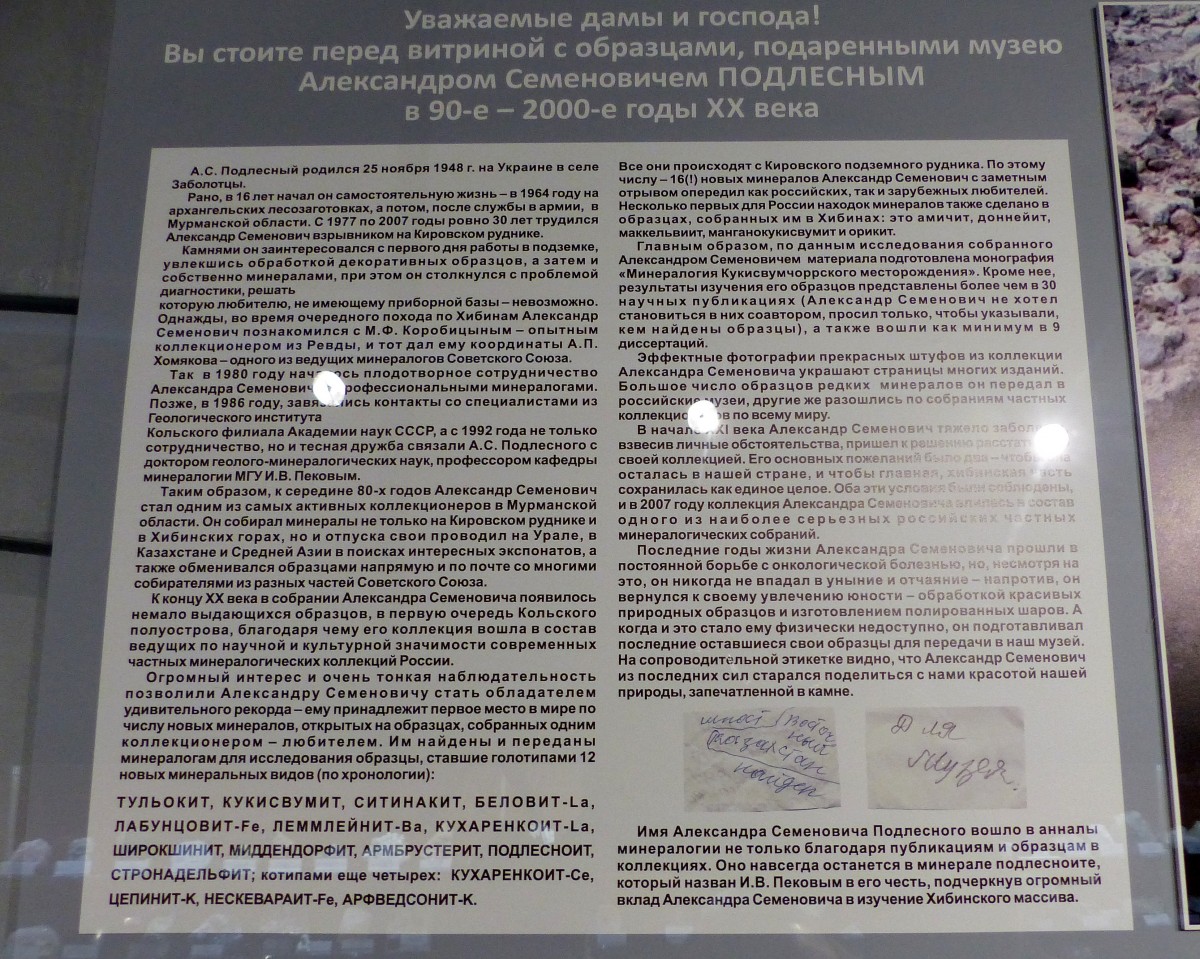 Уважаемые дамы и господа!
Вы стоите перед витриной с образцами, подаренными музею
Александром Семеновичем ПОДЛЕСНЫМ
в 90-е – 2000-е годы XX века
А.С. Подлесный родился 25 ноября 1948 г. на Украине в селе
Заболотцы.
Рано, в 16 лет начал он самостоятельную жизнь – в 1964 году на
архангельских лесозаготовках, а потом, после службы в армии, в
Мурманской области. С 1977 по 2007 годы ровно 30 лет трудился
Александр Семенович взрывником на Кировском руднике.
Камнями он заинтересовался с первого дня работы в подземке,
увлекшись обработкой декоративных образцов, а затем и
собственно минералами, при этом он столкнулся с проблемой
диагностики, решать
которую любителю, не имеющему приборной базы – невозможно.
Однажды, во время очередного похода по Хибинам Александр
Семенович познакомился с М.Ф. Коробицыным – опытным
коллекционером из Ревды, и тот дал ему координаты А.П.
Хомякова – одного из ведущих минералогов Советского Союза.
Так в 1980 году началось плодотворное сотрудничество
Александра Семеновича профессиональными минералогами.
Позже, в 1986 году, завязались контакты со специалистами из
Геологического института
Кольского филиала Академии наук СССР, а с 1992 года не только
сотрудничество, но и тесная дружба связали А.С. Подлесного с
доктором геолого-минералогических наук, профессором кафедры
минералогии МГУ И.В. Пековым.
Таким образом, к середине 80-х годов Александр Семенович
стал одним из самых активных коллекционеров в Мурманской
области. Он собирал минералы не только на Кировском руднике и
в Хибинских горах, но и отпуска свои проводил на Урале, в
Казахстане и Средней Азии в поисках интересных экспонатов, а
также обменивался образцами напрямую и по почте со многими
собирателями из разных частей Советского Союза.
К концу XX века в собрании Александра Семеновича появилось
немало выдающихся образцов, в первую очередь Кольского
полуострова, благодаря чему его коллекция вошла в состав
ведущих по научной и культурной значимости современных
частных минералогических коллекций России.
Огромный интерес и очень тонкая наблюдательность
позволили Александру Семеновичу стать обладателем
удивительного рекорда – ему принадлежит первое место в мире по
числу новых минералов, открытых на образцах, собранных одним
коллекционером – любителем. Им найдены и переданы
минералогам для исследования образцы, ставшие голотипами 12
новых минеральных видов (по хронологии):
ТУЛЬОКИТ, КУКИСВУМИТ, СИТИНАКИТ, БЕЛОВИТ-La,
ЛАБУНЦОВИТ-Fe, ЛЕММЛЕЙНИТ-Ba, КУХАРЕНКОИТ-La,
ШИРОКШИНИТ, МИДДЕНДОРФИТ, АРМБРУСТЕРИТ, ПОДЛЕСНОИТ,
СТРОНАДЕЛЬФИТ; котипами еще четырех: КУХАРЕНКОИТ-Ce,
ЦЕПИНИТ-K, НЕСКЕВАРАИТ-Fe, АРФВЕДСОНИТ-K.
Все они происходят с Кировского подземного рудника. По этому
числу – 16(!) новых минералов Александр Семенович с заметным
отрывом опередил как российских, так и зарубежных любителей.
Несколько первых для России находок минералов также сделано в
образцах, собранных им в Хибинах: это амичит, доннейит,
маккельвиит, манганокукисвумит и орикит.
Главным образом, по данным исследования собранного
Александром Семеновичем материала подготовлена монография
«Минералогия Кукисвумчоррского месторождения». Кроме нее,
результаты изучения его образцов представлены более чем в 30
научных публикациях (Александр Семенович не хотел
становиться в них соавтором, просил только, чтобы указывали,
кем найдены образцы), а также вошли как минимум в 9
диссертаций.
Эффектные фотографии прекрасных штуфов из коллекции
Александра Семеновича украшают страницы многих изданий.
Большое число образцов редких минералов он передал в
российские музеи, другие же разошлись по собраниям частных
коллекционеров по всему миру.
В начале XXI века Александр Семенович тяжело
взвесив личные обстоятельства, пришел к решению
своей коллекцией. Его основных пожеланий было два – чтобы
осталась в нашей стране, и чтобы главная, хибинская часть
сохранилась как единое целое. Оба эти условия были соблюдены,
и в 2007 году коллекция Александра Семеновича влилась в состав
одного из наиболее серьезных российских частных
минералогических собраний.
Последние годы жизни Александра Семеновича прошли в
постоянной борьбе с онкологической болезнью, но, несмотря на
это, он никогда не впадал в уныние и отчаяние – напротив, он
вернулся к своему увлечению юности – обработкой красивых
природных образцов и изготовлением полированных шаров. А
когда и это стало ему физически недоступно, он подготавливал
последние оставшиеся свои образцы для передачи в наш музей.
На сопроводительной этикетке видно, что Александр Семенович
из последних сил старался поделиться с нами красотой нашей
природы, запечатленной в камне.
Восточ
ный
Казахстан
найден
Для
Музея.
Имя Александра Семеновича Подлесного вошло в анналы
минералогии не только благодаря публикациям и образцам в
коллекциях. Оно навсегда останется в минерале подлесноите,
который назван И.В. Пековым в его честь, подчеркнув огромный
вклад Александра Семеновича в изучение Хибинского массива.